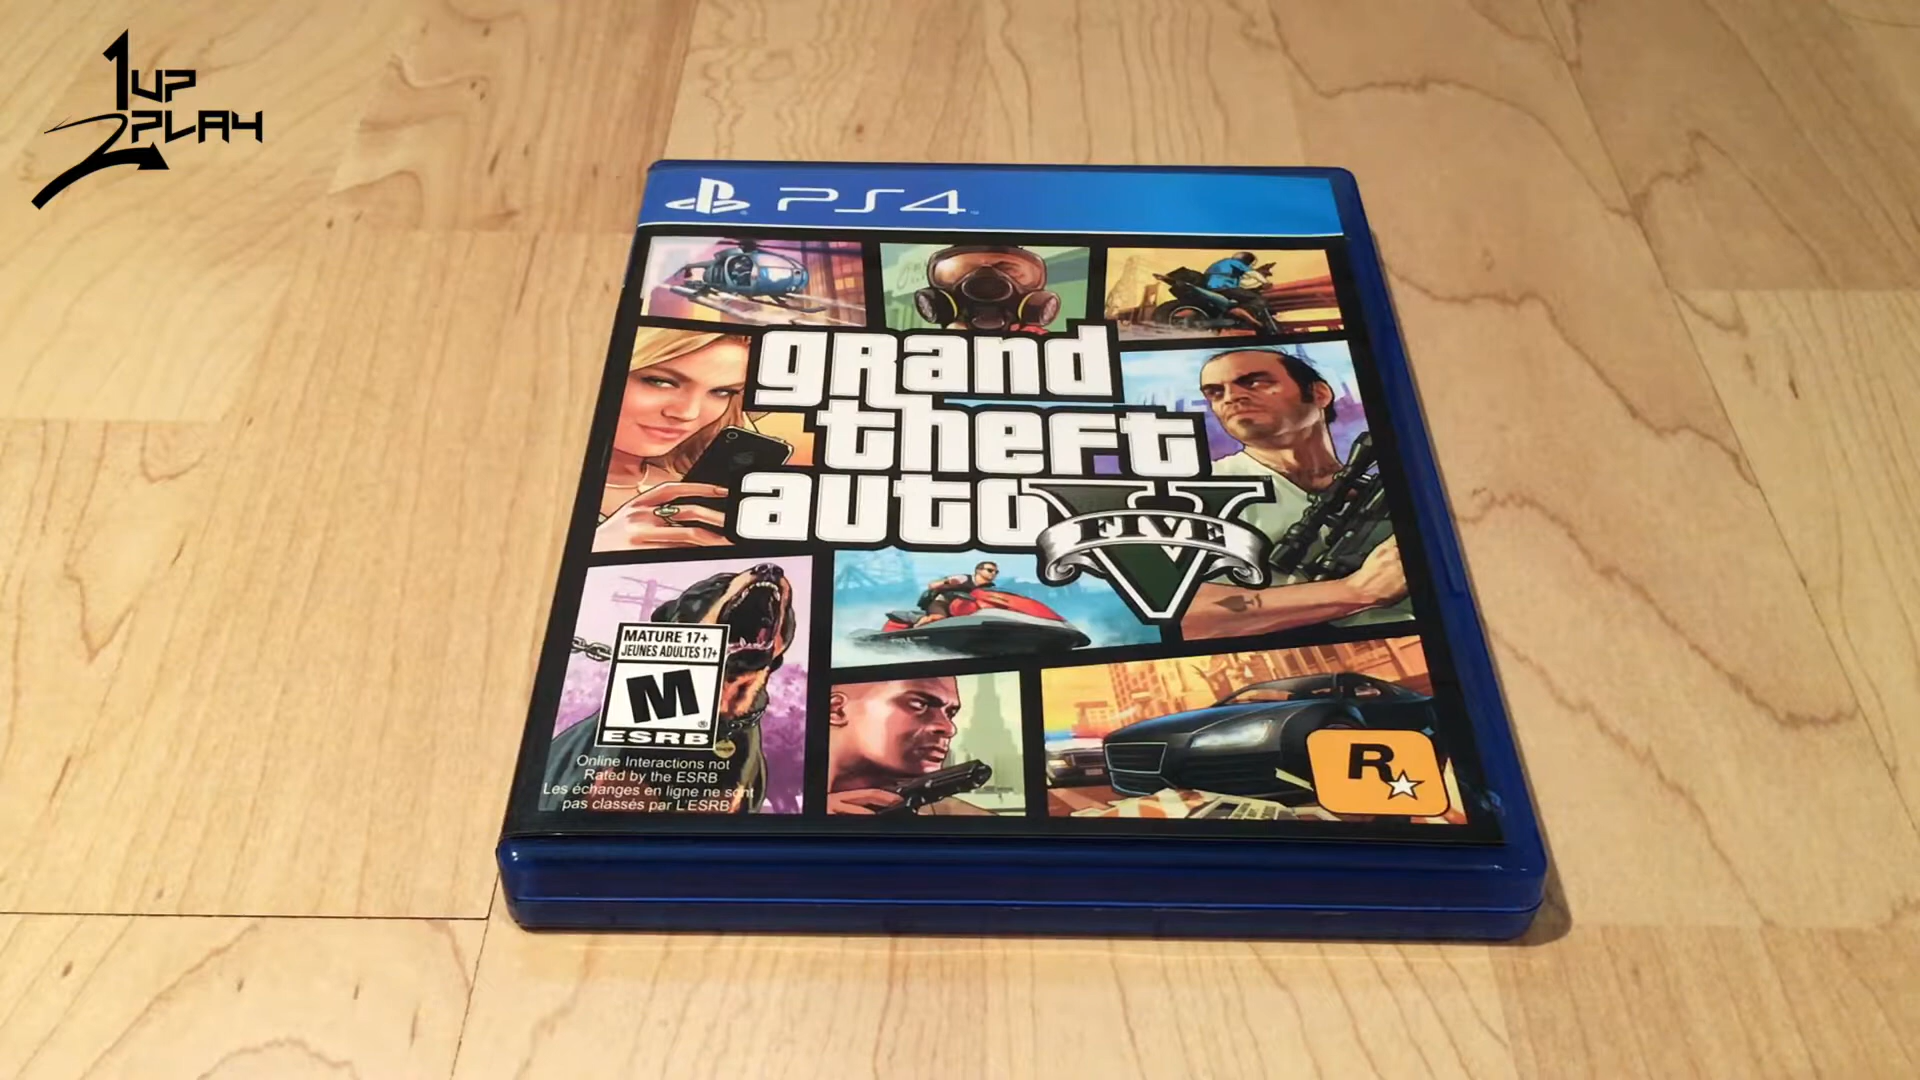 1UP
2PLAY
PS4
grand
theft
auto V
FIVE
MATURE 17+
JEUNES ADULTES 17+
M
ESRB
Online Interactions not
Rated by the ESRB
Les échanges en ligne ne sont
pas classés par L'ESRB
R